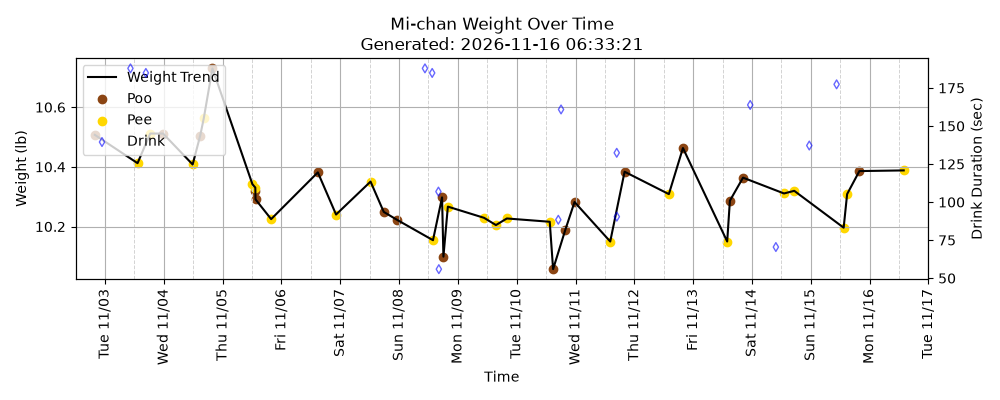 Mi-chan Weight Over Time
Generated: 2026-11-16 06:33:21
Weight Trend
Poo
Pee
Drink
Weight (lb)
10.6
10.4
10.2
175
150
125
100
75
50
Drink Duration (sec)
Tue 11/03
Wed 11/04
Thu 11/05
Fri 11/06
Sat 11/07
Sun 11/08
Mon 11/09
Tue 11/10
Wed 11/11
Thu 11/12
Fri 11/13
Sat 11/14
Sun 11/15
Mon 11/16
Tue 11/17
Time